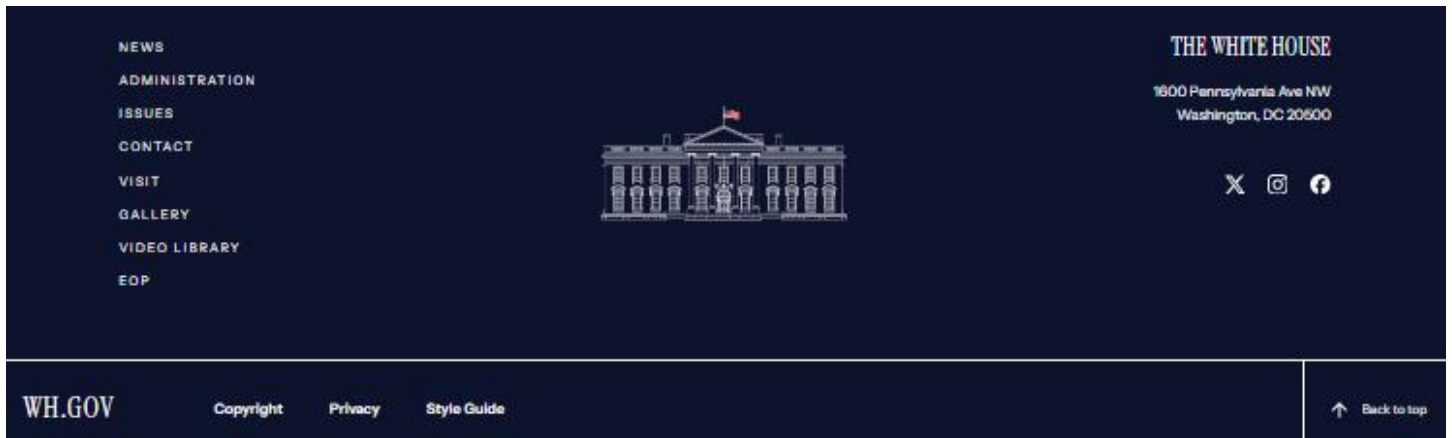 NEWS
ADMINISTRATION
ISSUES
CONTACT
VISIT
GALLERY
VIDEO LIBRARY
EOP
THE WHITE HOUSE
1600 Pennsylvania Ave NW
Washington, DC 20500
WH.GOV
Copyright
Privacy
Style Guide
Back to top